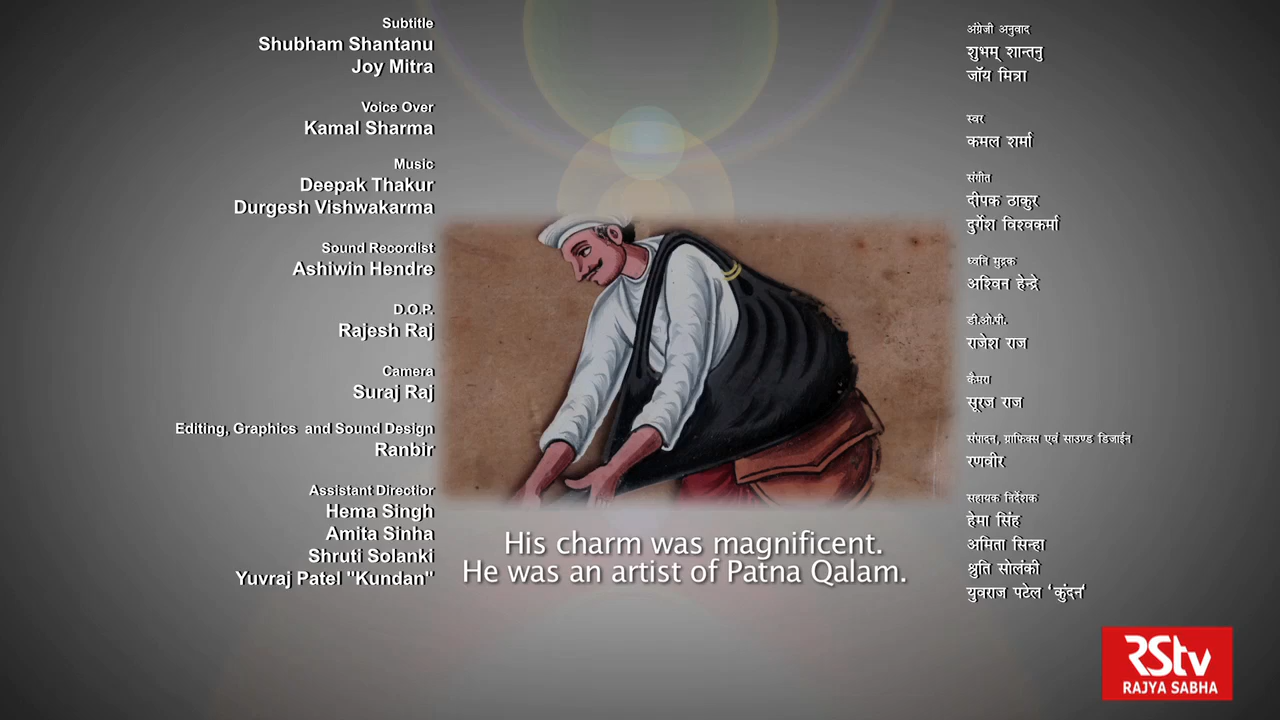 Subtitle
Shubham Shantanu
Joy Mitra
Voice Over
Kamal Sharma
Music
Deepak Thakur
Durgesh Vishwakarma
Sound Recordist
Ashiwin Hendre
D.O.P.
Rajesh Raj
Camera
Suraj Raj
Editing, Graphics and Sound Design
Ranbir
Assistant Directior
Hema Singh
Amita Sinha
Shruti Solanki
Yuvraj Patel "Kundan"
His charm was magnificent.
He was an artist of Patna Qalam.
अंग्रेजी अनुवाद
शुभम् शान्तनु
जॉय मित्रा
स्वर
कमल शर्मा
संगीत
दीपक ठाकुर
दुर्गेश विश्वकर्मा
ध्वनि मुद्रक
अश्विन हेन्द्रे
डी.ओ.पी.
राजेश राज
कैमरा
सूरज राज
संपादन, ग्राफिक्स एवं साउण्ड डिजाईन
रणवीर
सहायक निर्देशक
हेमा सिंह
अमिता सिन्हा
श्रुति सोलंकी
युवराज पटेल 'कुंदन'
RStv
RAJYA SABHA